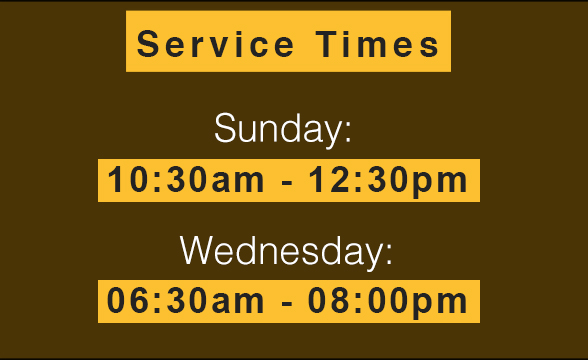 Service Times
Sunday:
10:30am - 12:30pm
Wednesday:
06:30am - 08:00pm